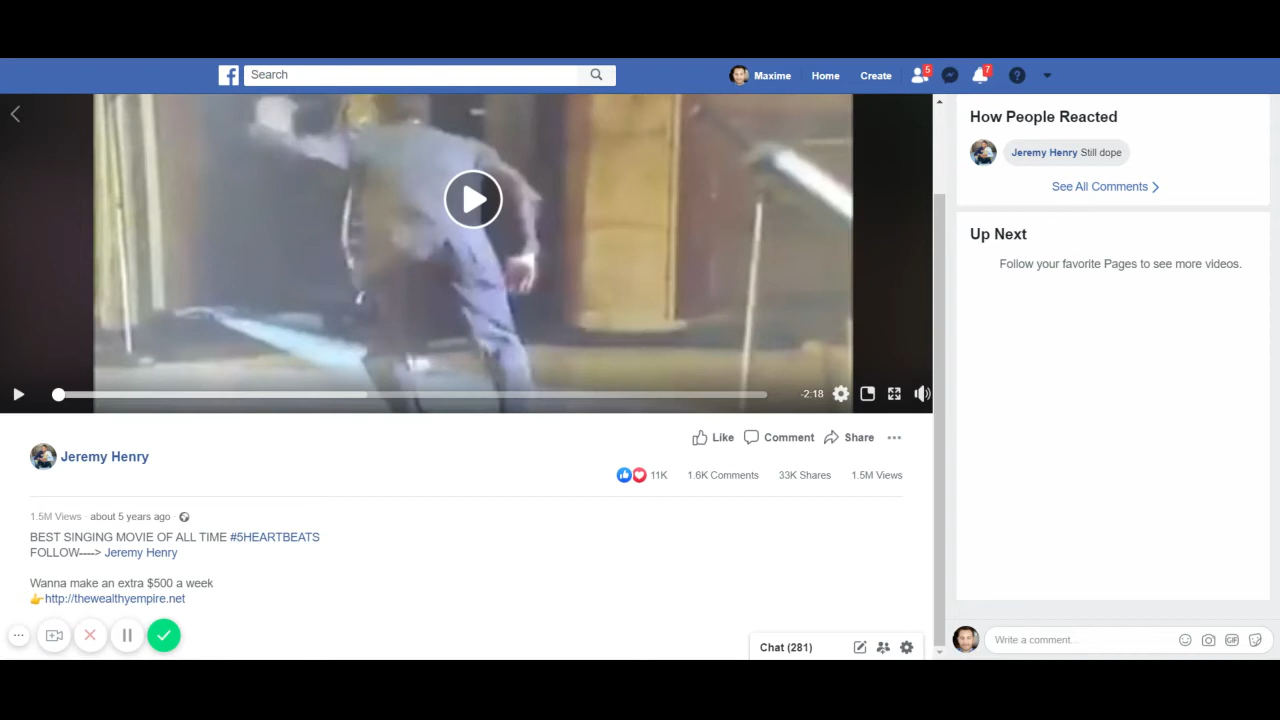 Search
Maxime Home Create 5 7
How People Reacted
Jeremy Henry Still dope
See All Comments
Up Next
Follow your favorite Pages to see more videos.
-2:18
Like Comment Share
Jeremy Henry
11K 1.6K Comments 33K Shares 1.5M Views
1.5M Views · about 5 years ago
BEST SINGING MOVIE OF ALL TIME #5HEARTBEATS
FOLLOW----> Jeremy Henry
Wanna make an extra $500 a week
👉http://thewealthyempire.net
Chat (281)
Write a comment...
GIF